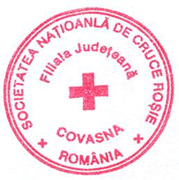 SOCIETATEA NAȚIOANLĂ DE CRUCE ROȘIE
Filiala Județeană
COVASNA
ROMÂNIA